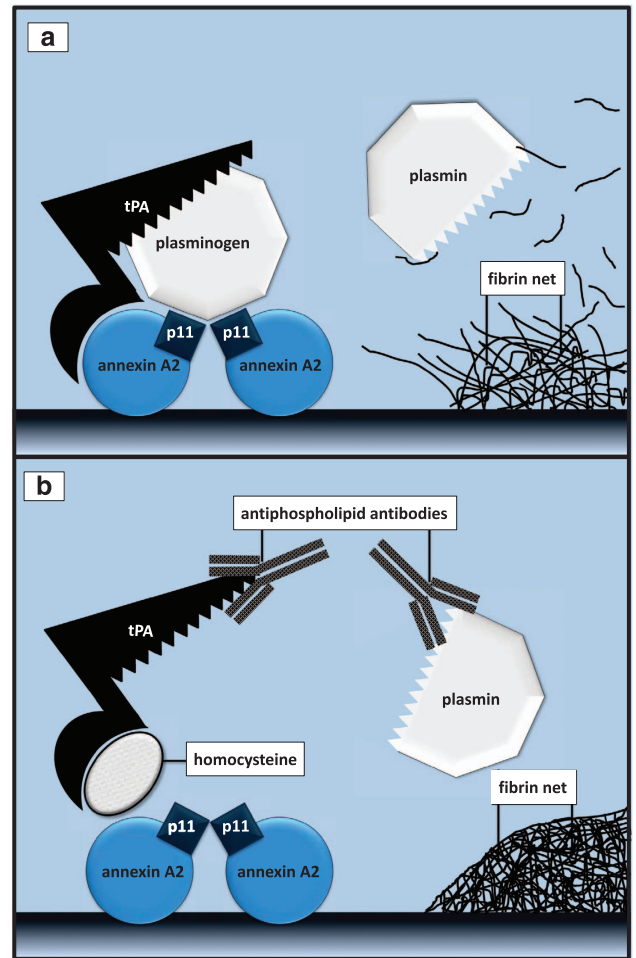 a
tPA
plasminogen
plasmin
fibrin net
p11 p11
annexin A2 annexin A2
b
antiphospholipid antibodies
tPA
plasmin
homocysteine
fibrin net
p11 p11
annexin A2 annexin A2